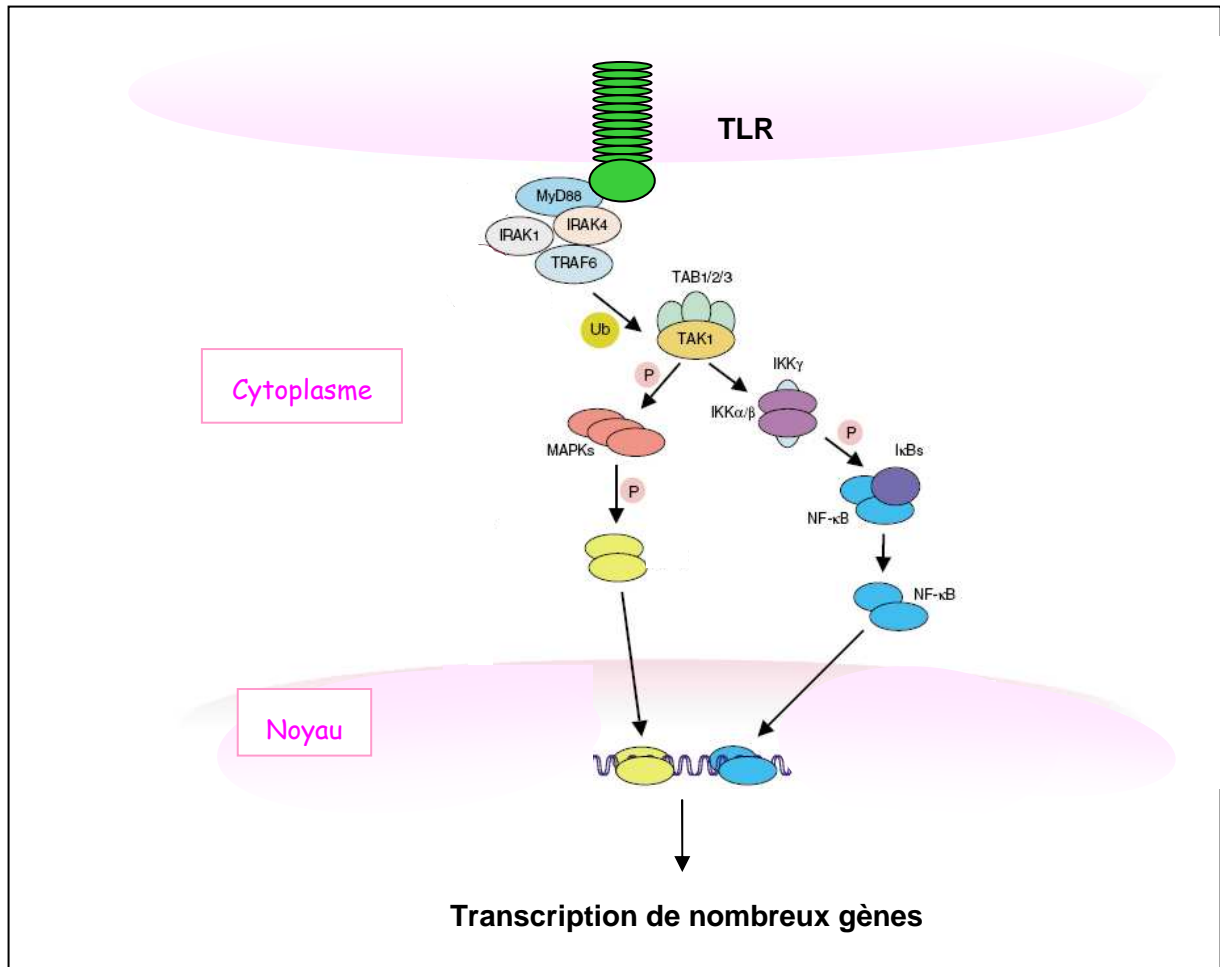 TLR
MyD88
IRAK1
IRAK4
TRAF6
TAB1/2/3
Ub
TAK1
P
IKKγ
Cytoplasme
IKKα/β
P
MAPKs
IκBs
P
NF-κB
NF-κB
Noyau
Transcription de nombreux gènes